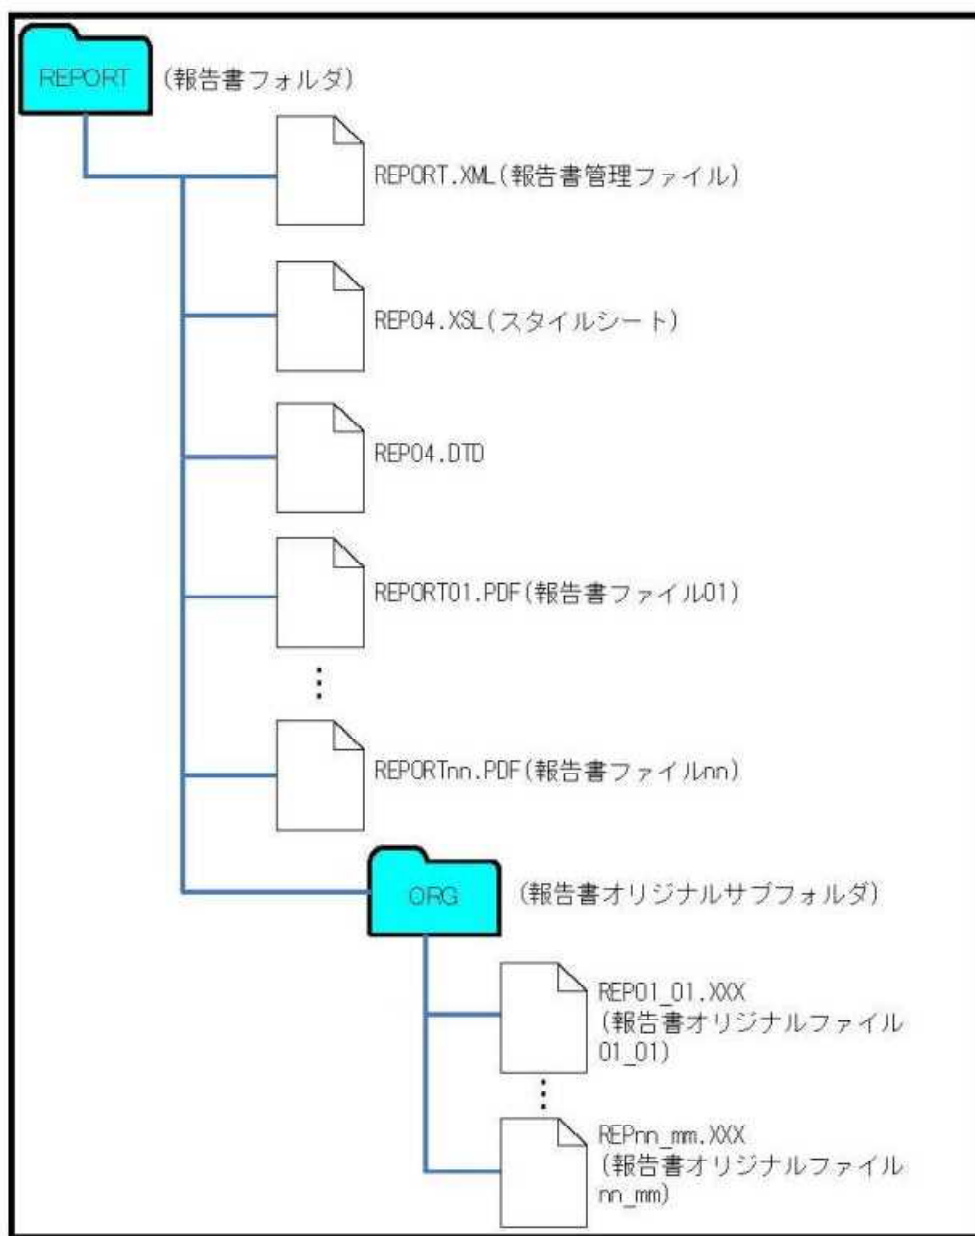 REPORT (報告書フォルダ)
REPORT.XML(報告書管理ファイル)
REP04.XSL(スタイルシート)
REP04.DTD
REPORT01.PDF(報告書ファイル01)
REPORTnn.PDF(報告書ファイルnn)
ORG (報告書オリジナルサブフォルダ)
REP01_01.XXX
(報告書オリジナルファイル
01_01)
REPnn_mm.XXX
(報告書オリジナルファイル
nn_mm)